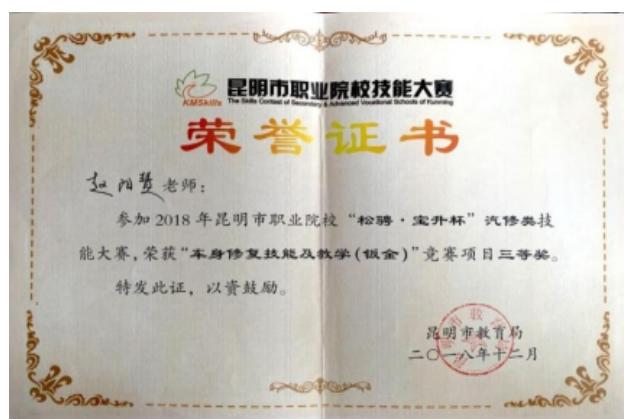 昆明市职业院校技能大赛
KMSkills
The Skills Contest of Secondary & Advanced Vocational Schools of Kunming
荣誉证书
赵阳慧老师：
参加2018年昆明市职业院校“松骋·宝升杯”汽修类技
能大赛，荣获“车身修复技能及教学(钣金)”竞赛项目三等奖。
特发此证，以资鼓励。
昆明市教育局
二〇一八年十二月